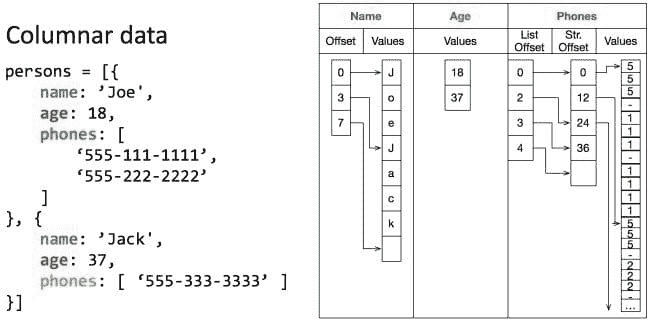 Columnar data
persons = [{
name: ’Joe',
age: 18,
phones: [
‘555-111-1111’,
‘555-222-2222’
]
}, {
name: ’Jack',
age: 37,
phones: [ ‘555-333-3333’ ]
}]
Name Age Phones
Offset Values Values List Offset Str. Offset Values
0 J 18 0 0 5
3 o 37 2 12 5
7 e 3 24 5
J 4 36 -
a 1
c 1
k 1
-
1
1
1
1
5
5
5
-
2
2
2
-
...